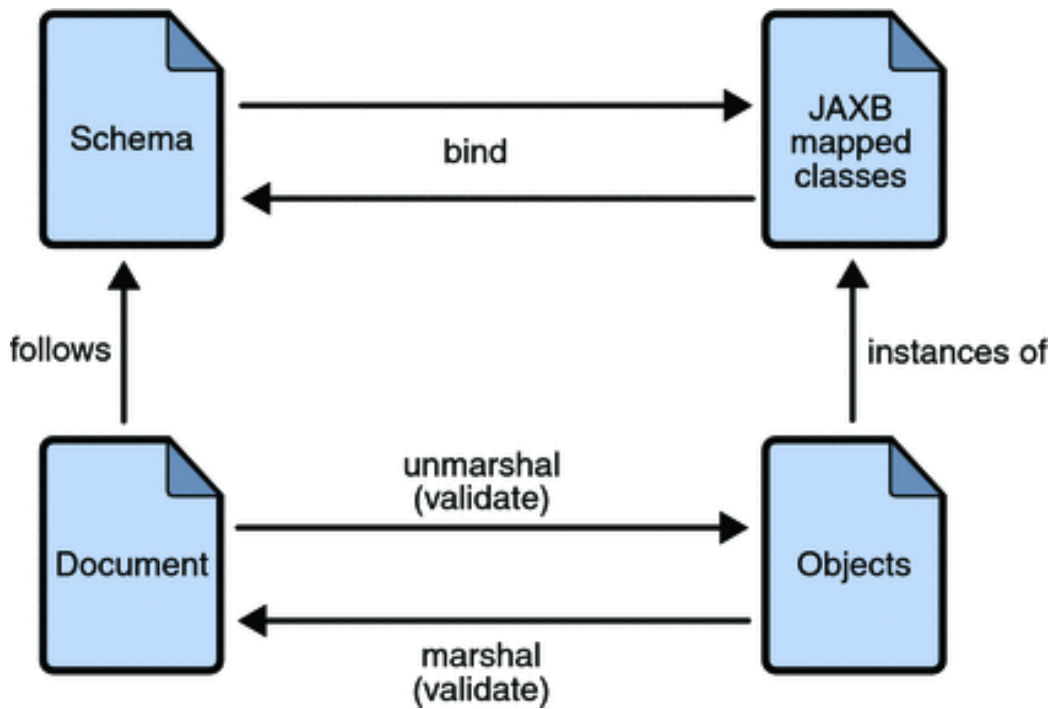 Schema
bind
JAXB
mapped
classes
follows
instances of
unmarshal
(validate)
Document
Objects
marshal
(validate)